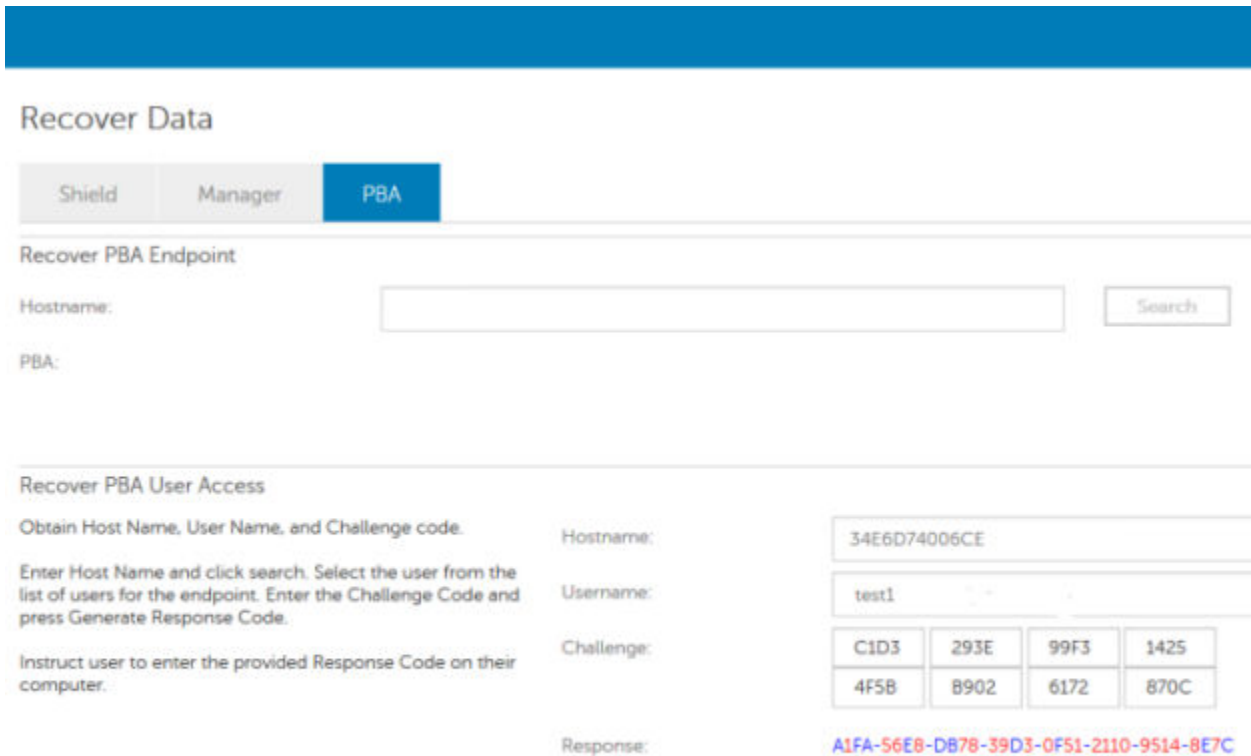 Recover Data
Shield Manager PBA
Recover PBA Endpoint
Hostname:
Search
PBA:
Recover PBA User Access
Obtain Host Name, User Name, and Challenge code.
Enter Host Name and click search. Select the user from the
list of users for the endpoint. Enter the Challenge Code and
press Generate Response Code.
Instruct user to enter the provided Response Code on their
computer.
Hostname: 34E6D74006CE
Username: test1
Challenge: C1D3 293E 99F3 1425
4F5B B902 6172 870C
Response: A1FA-56E8-DB78-39D3-0F51-2110-9514-8E7C